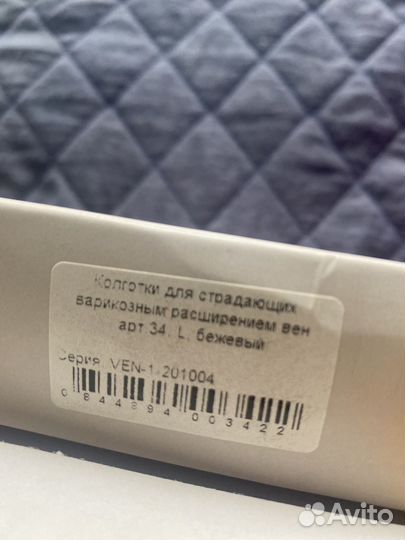 Колготки для страдающих
варикозным расширением вен
арт 34, L, бежевый
Серия: VEN-1-201004
0 844894 003422
Avito